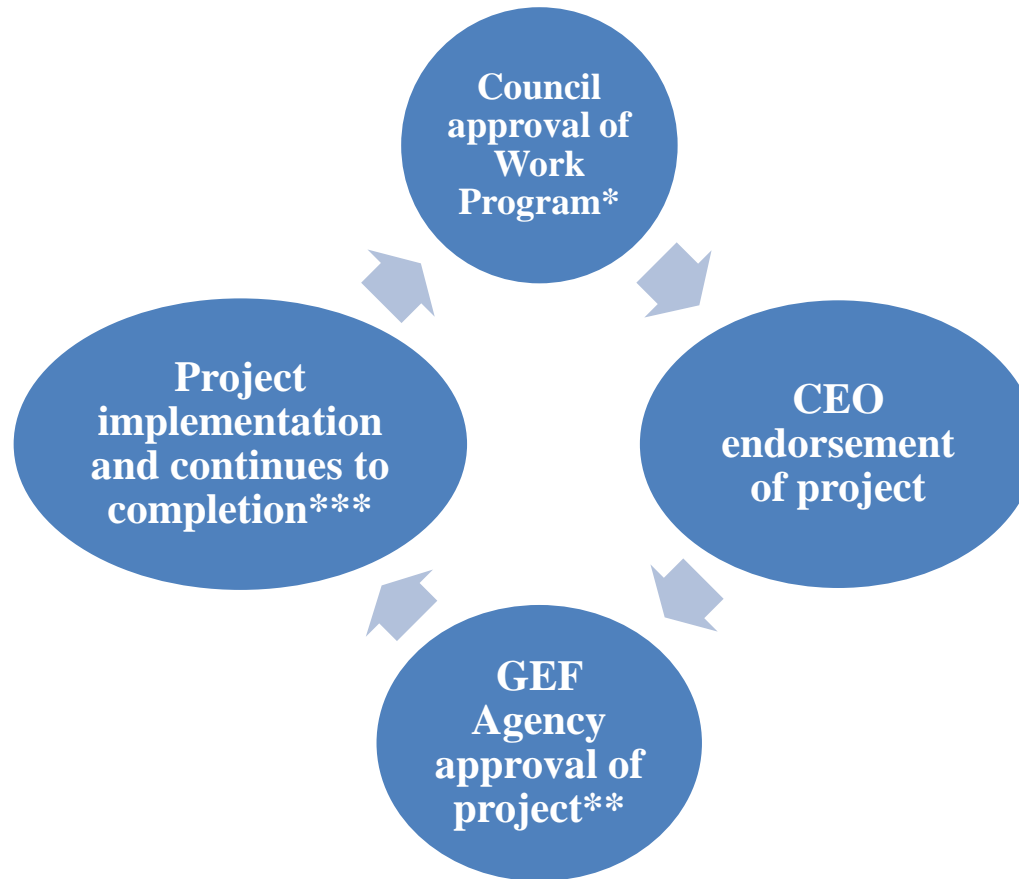 Council
approval of
Work
Program*
CEO
endorsement
of project
GEF
Agency
approval of
project**
Project
implementation
and continues to
completion***